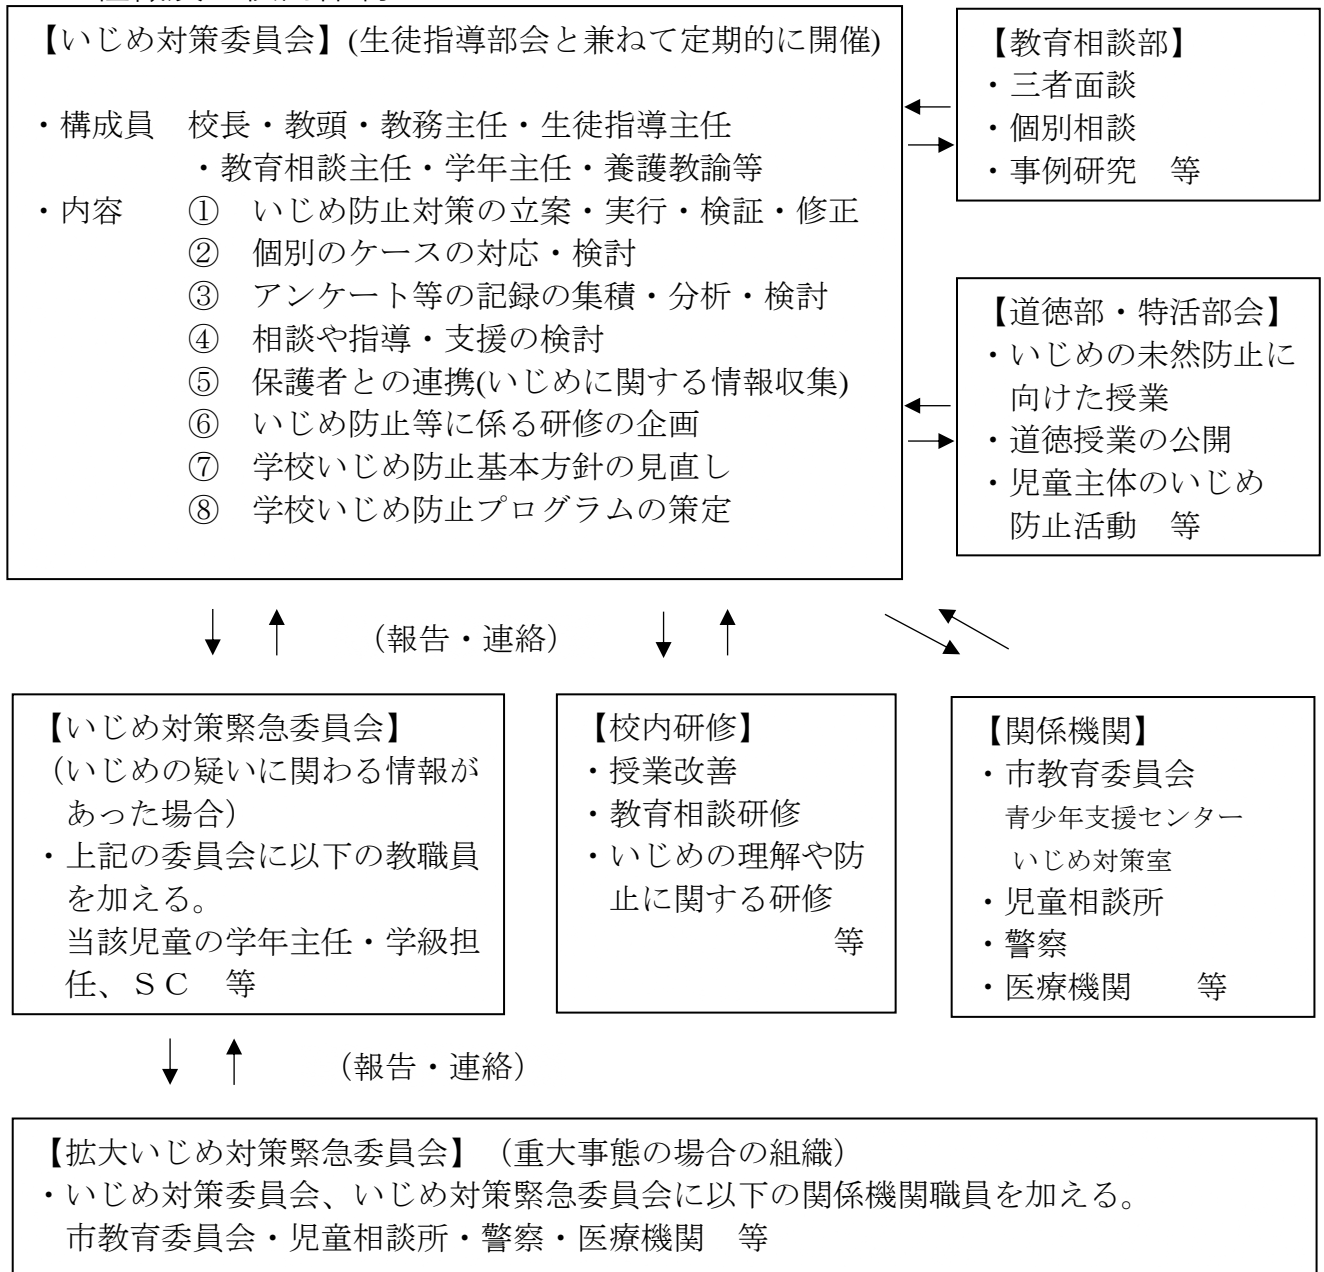 【いじめ対策委員会】(生徒指導部会と兼ねて定期的に開催)
・構成員　校長・教頭・教務主任・生徒指導主任
・教育相談主任・学年主任・養護教諭等
・内容　①　いじめ防止対策の立案・実行・検証・修正
②　個別のケースの対応・検討
③　アンケート等の記録の集積・分析・検討
④　相談や指導・支援の検討
⑤　保護者との連携(いじめに関する情報収集)
⑥　いじめ防止等に係る研修の企画
⑦　学校いじめ防止基本方針の見直し
⑧　学校いじめ防止プログラムの策定
【教育相談部】
・三者面談
・個別相談
・事例研究　等
【道徳部・特活部会】
・いじめの未然防止に
向けた授業
・道徳授業の公開
・児童主体のいじめ
防止活動　等
（報告・連絡）
【いじめ対策緊急委員会】
（いじめの疑いに関わる情報が
あった場合）
・上記の委員会に以下の教職員
を加える。
当該児童の学年主任・学級担
任、ＳＣ　等
【校内研修】
・授業改善
・教育相談研修
・いじめの理解や防
止に関する研修
等
【関係機関】
・市教育委員会
青少年支援センター
いじめ対策室
・児童相談所
・警察
・医療機関　　等
（報告・連絡）
【拡大いじめ対策緊急委員会】（重大事態の場合の組織）
・いじめ対策委員会、いじめ対策緊急委員会に以下の関係機関職員を加える。
市教育委員会・児童相談所・警察・医療機関　等